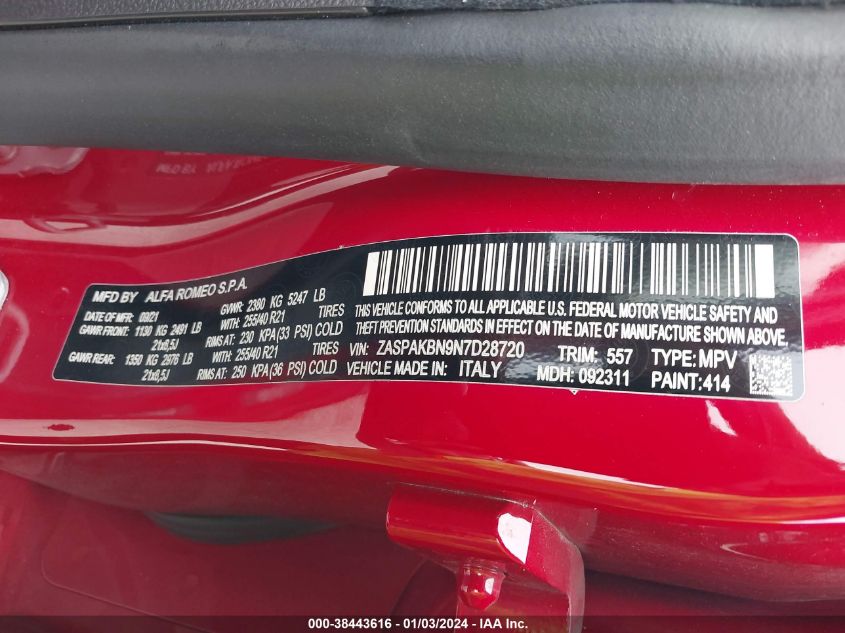 MFD BY ALFA ROMEO S.P.A.
DATE OF MFR: 09/21 GVWR: 2380 KG 5247 LB
GAWR FRONT: 1130 KG 2491 LB WITH: 255/40 R21 TIRES
21x8,5J RIMS AT: 230 KPA (33 PSI) COLD
GAWR REAR: 1350 KG 2976 LB WITH: 255/40 R21 TIRES
21x8,5J RIMS AT: 250 KPA (36 PSI) COLD
THIS VEHICLE CONFORMS TO ALL APPLICABLE U.S. FEDERAL MOTOR VEHICLE SAFETY AND
THEFT PREVENTION STANDARDS IN EFFECT ON THE DATE OF MANUFACTURE SHOWN ABOVE.
VIN: ZASPAKBN9N7D28720 TRIM: 557 TYPE: MPV
VEHICLE MADE IN: ITALY MDH: 092311 PAINT: 414
000-38443616 - 01/03/2024 - IAA Inc.